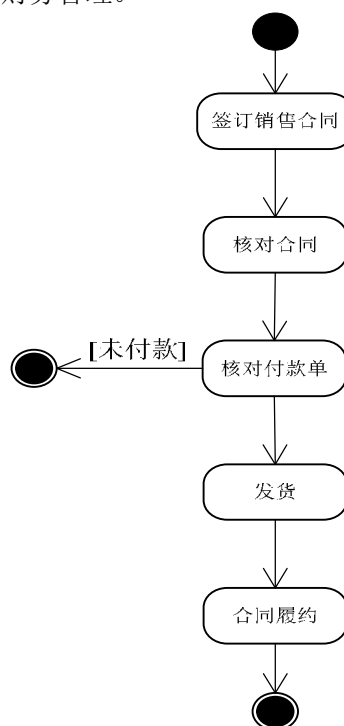 财务管理。
签订销售合同
核对合同
[未付款]
核对付款单
发货
合同履约